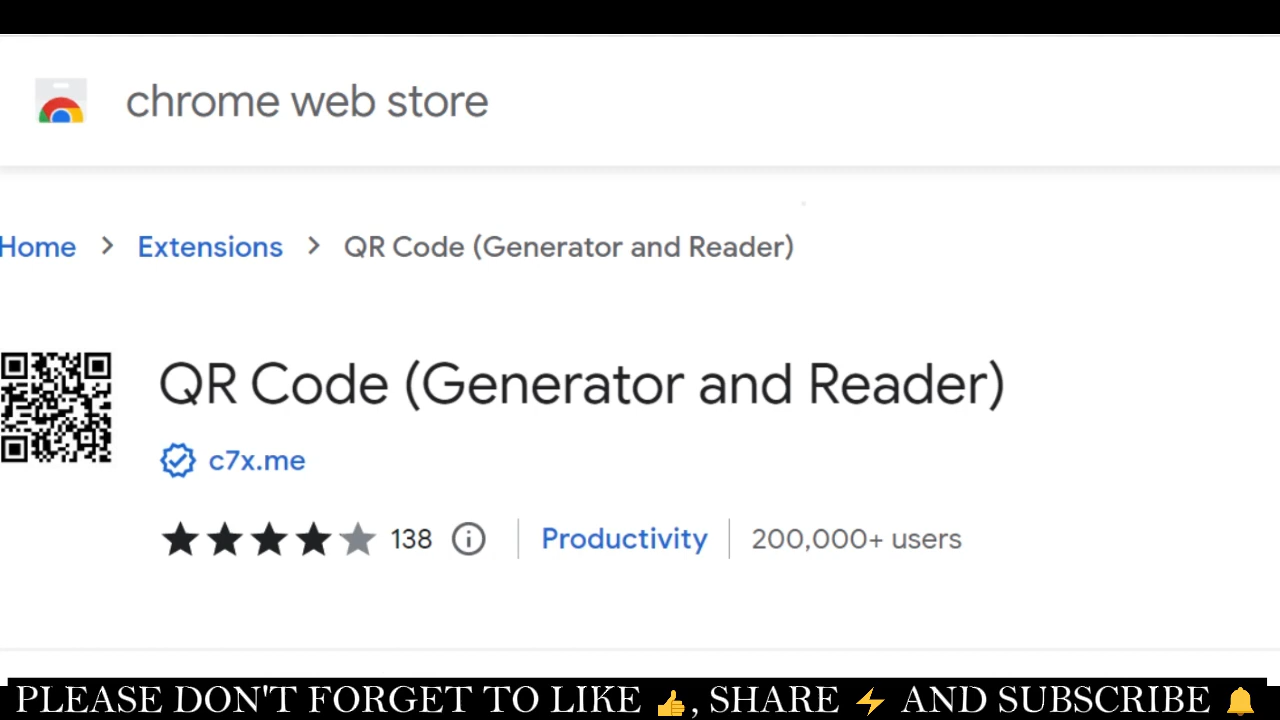 chrome web store
Home > Extensions > QR Code (Generator and Reader)
QR Code (Generator and Reader)
c7x.me
138 Productivity 200,000+ users
PLEASE DON'T FORGET TO LIKE 👍, SHARE ⚡ AND SUBSCRIBE 🔔